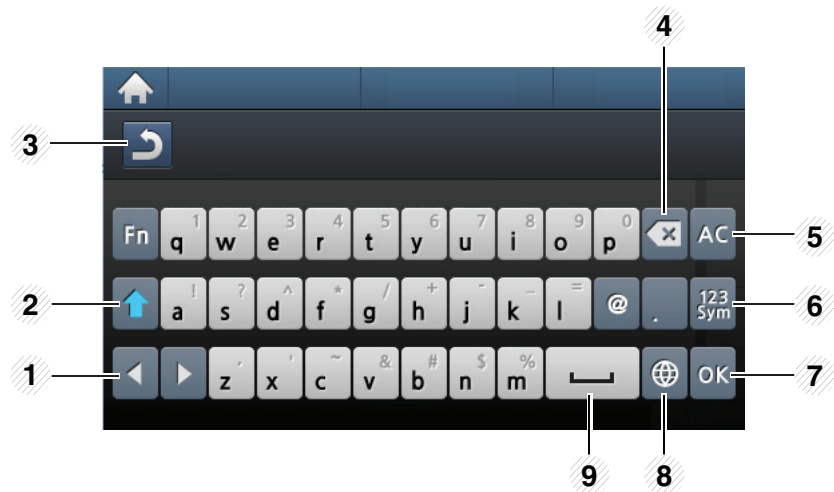 4
3
Fn q 1 w 2 e 3 r 4 t 5 y 6 u 7 i 8 o 9 p 0 AC 5
2 a ! s ? d ^ f * g / h + j - k _ l = @ . 123 Sym 6
1 z ´ x ' c ~ v & b # n $ m % OK 7
9 8